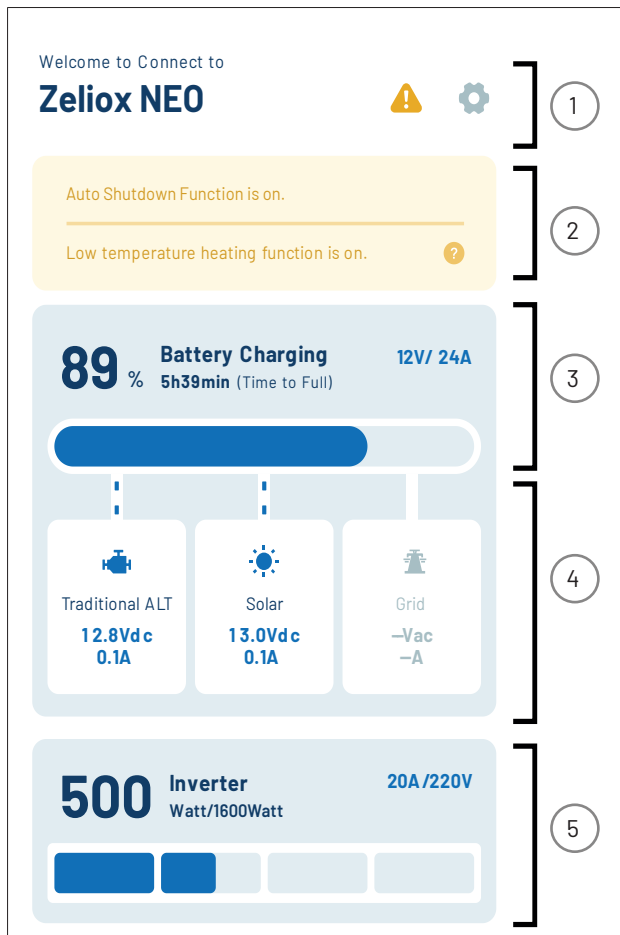 Welcome to Connect to
Zeliox NEO
1
Auto Shutdown Function is on.
Low temperature heating function is on. ?
2
89 % Battery Charging 12V/ 24A
5h39min (Time to Full)
3
Traditional ALT Solar Grid
12.8Vdc 13.0Vdc –Vac
0.1A 0.1A –A
4
500 Inverter 20A/220V
Watt/1600Watt
5